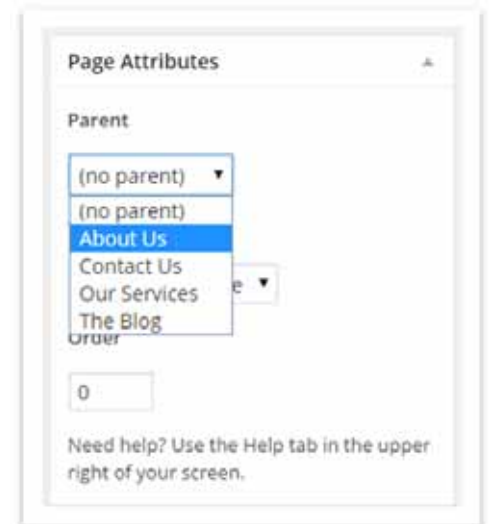 Page Attributes
Parent
(no parent)
(no parent)
About Us
Contact Us
Our Services
e
The Blog
Order
0
Need help? Use the Help tab in the upper
right of your screen.